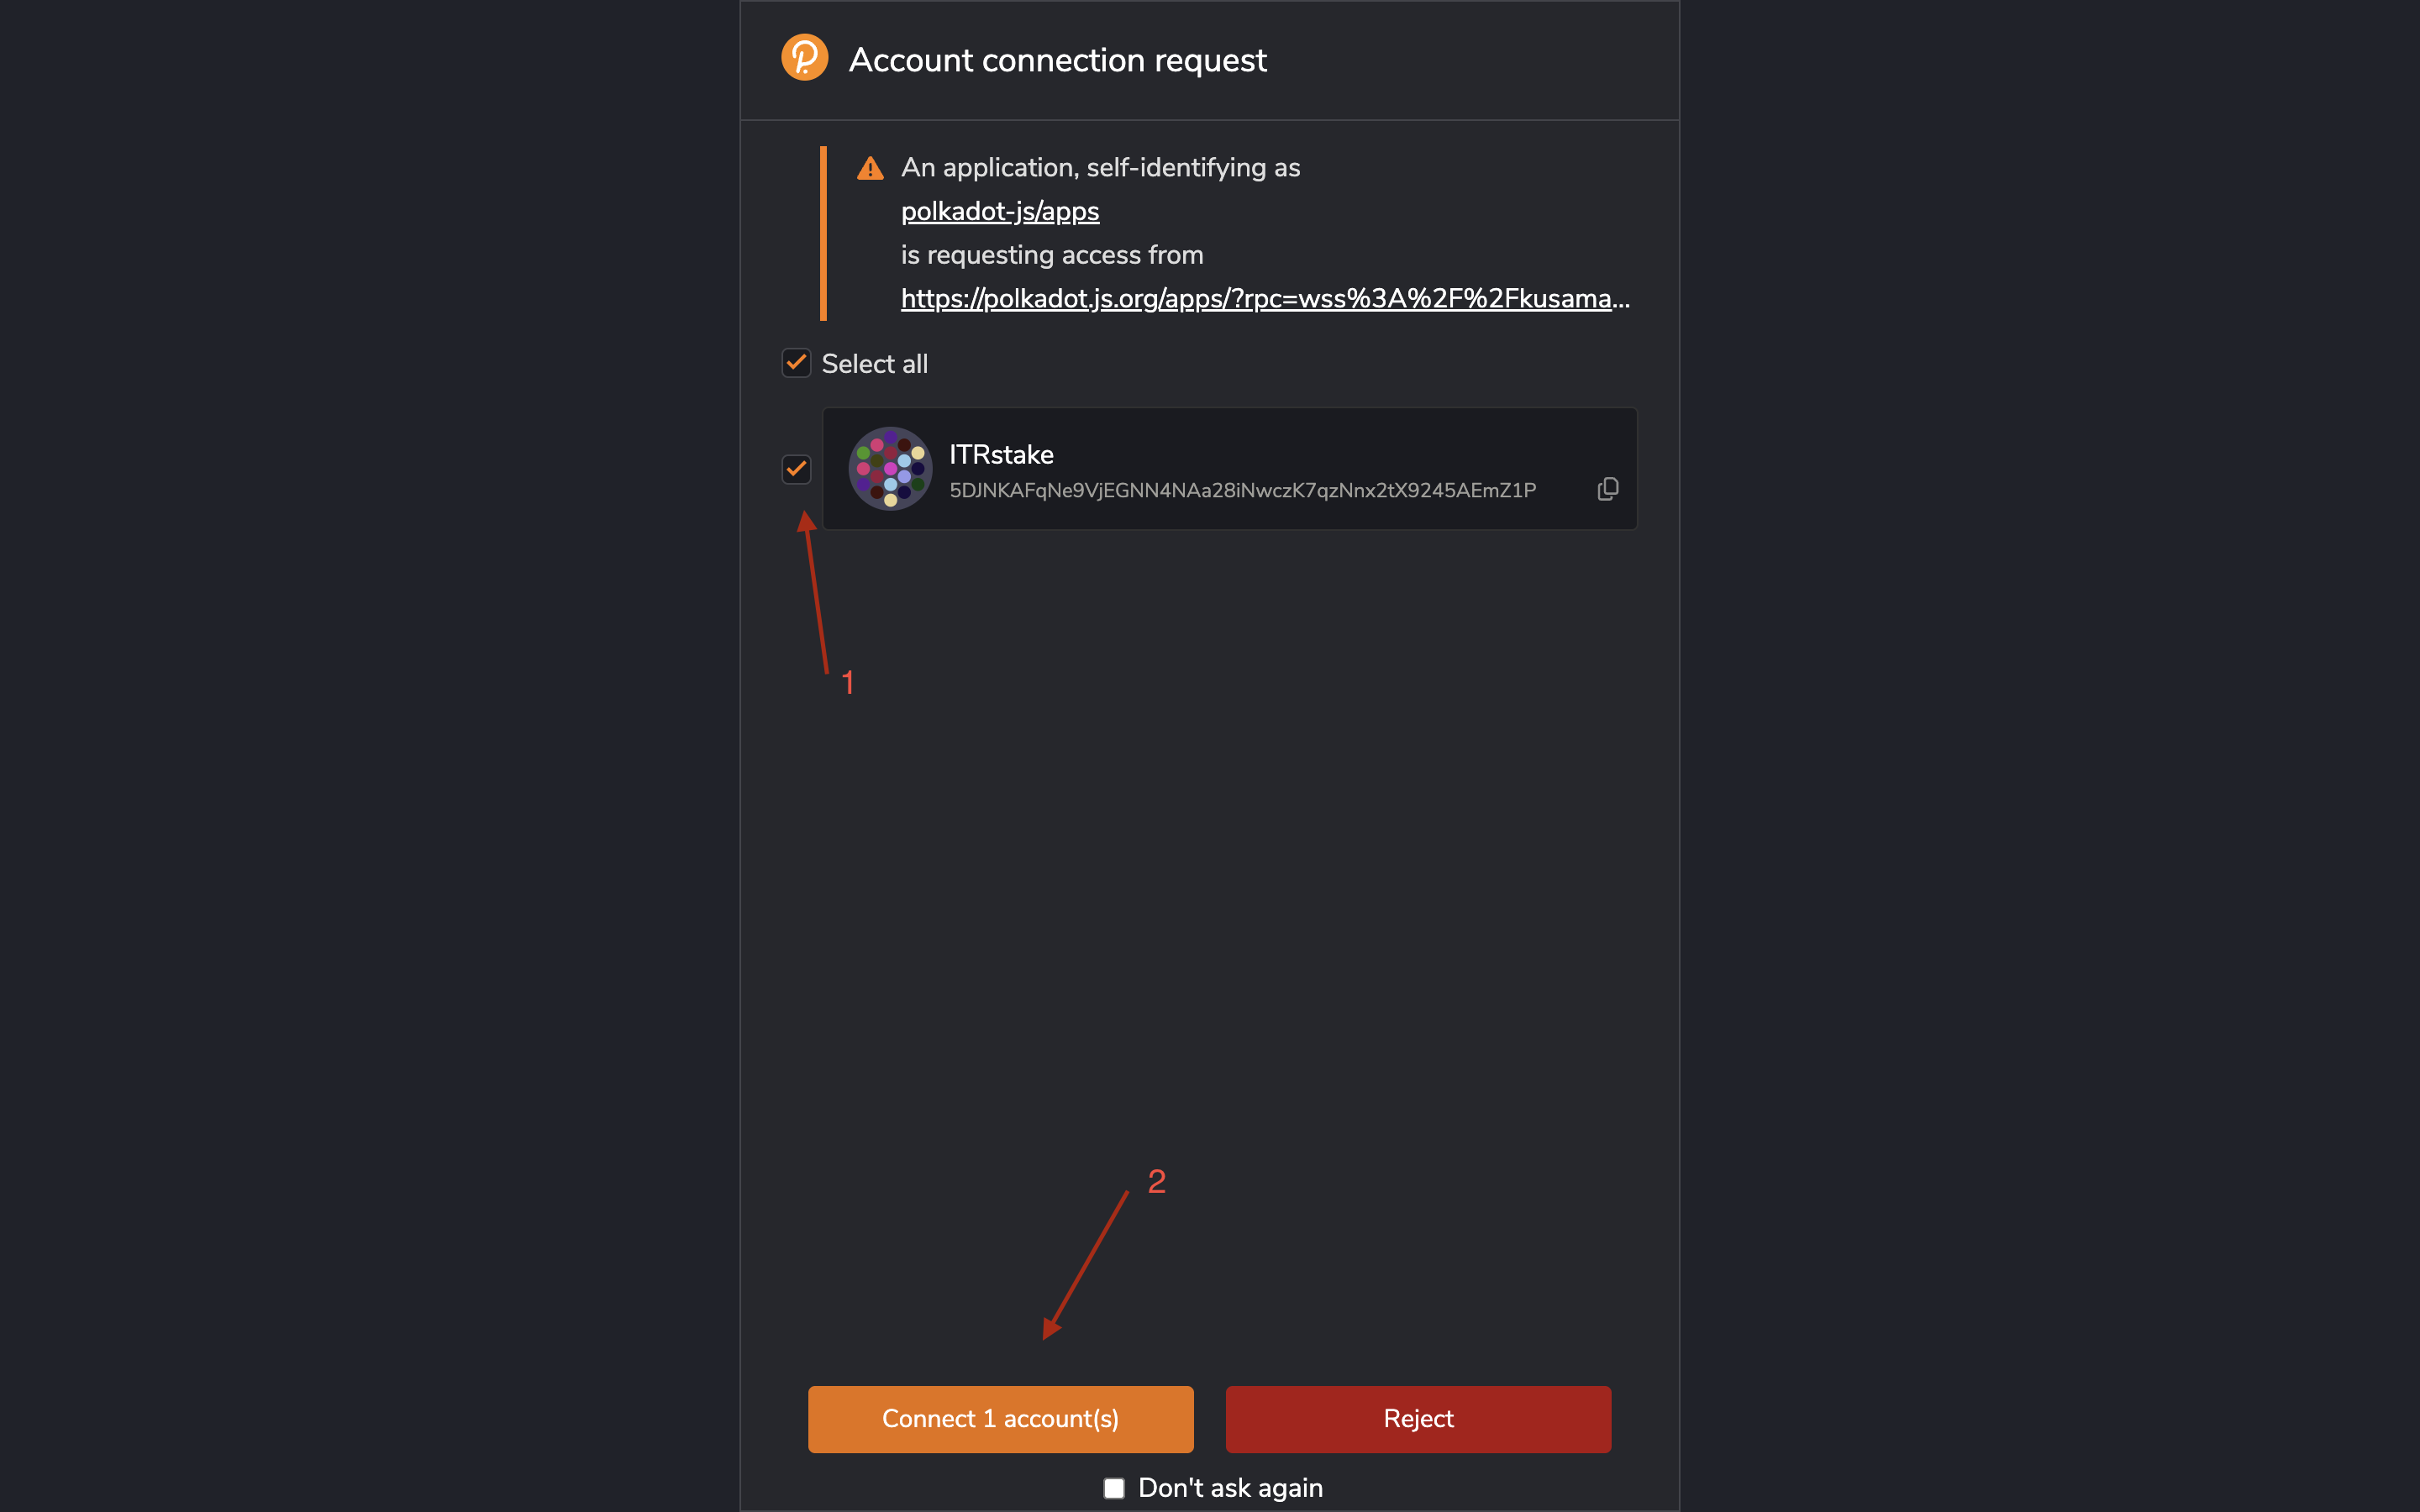 Account connection request
An application, self-identifying as
polkadot-js/apps
is requesting access from
https://polkadot.js.org/apps/?rpc=wss%3A%2F%2Fkusama...
Select all
ITRstake
5DJNKAFqNe9VjEGNN4NAa28iNwczK7qzNnx2tX9245AEmZ1P
1
2
Connect 1 account(s)
Reject
Don't ask again